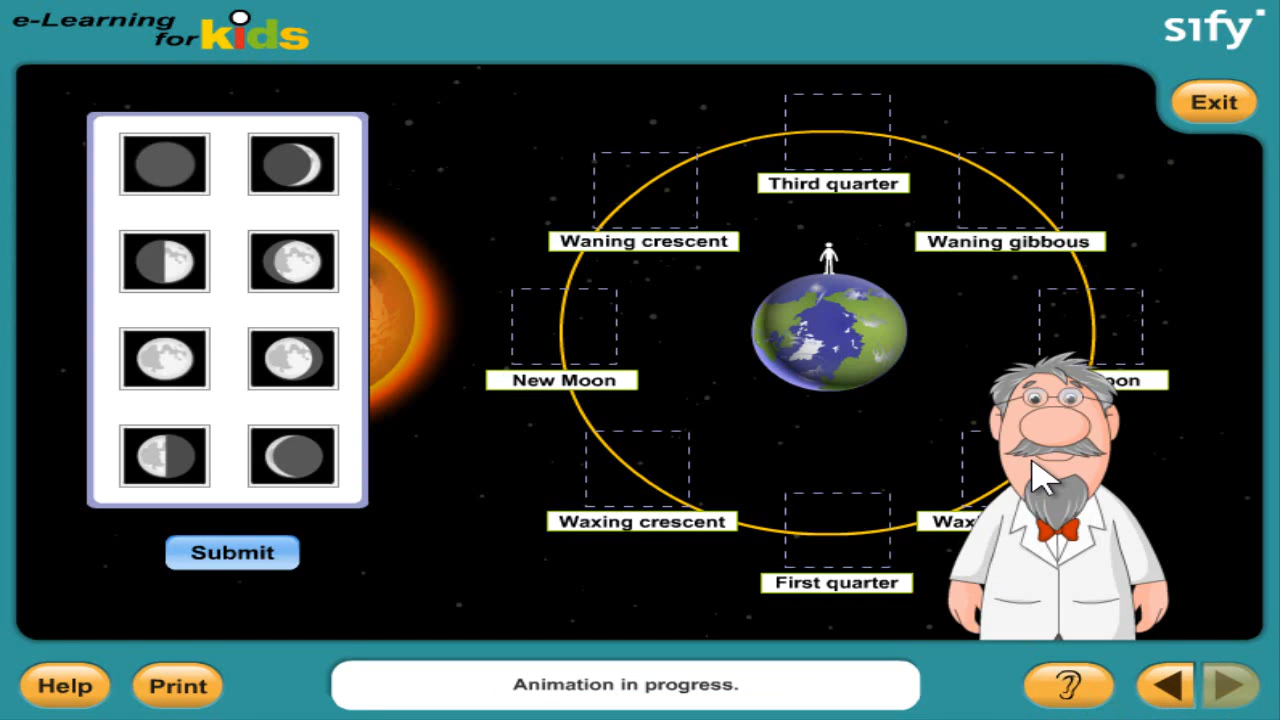 e-Learning
for kids
sify
Exit
Third quarter
Waning crescent
Waning gibbous
New Moon
Waxing crescent
First quarter
Submit
Help
Print
Animation in progress.
?